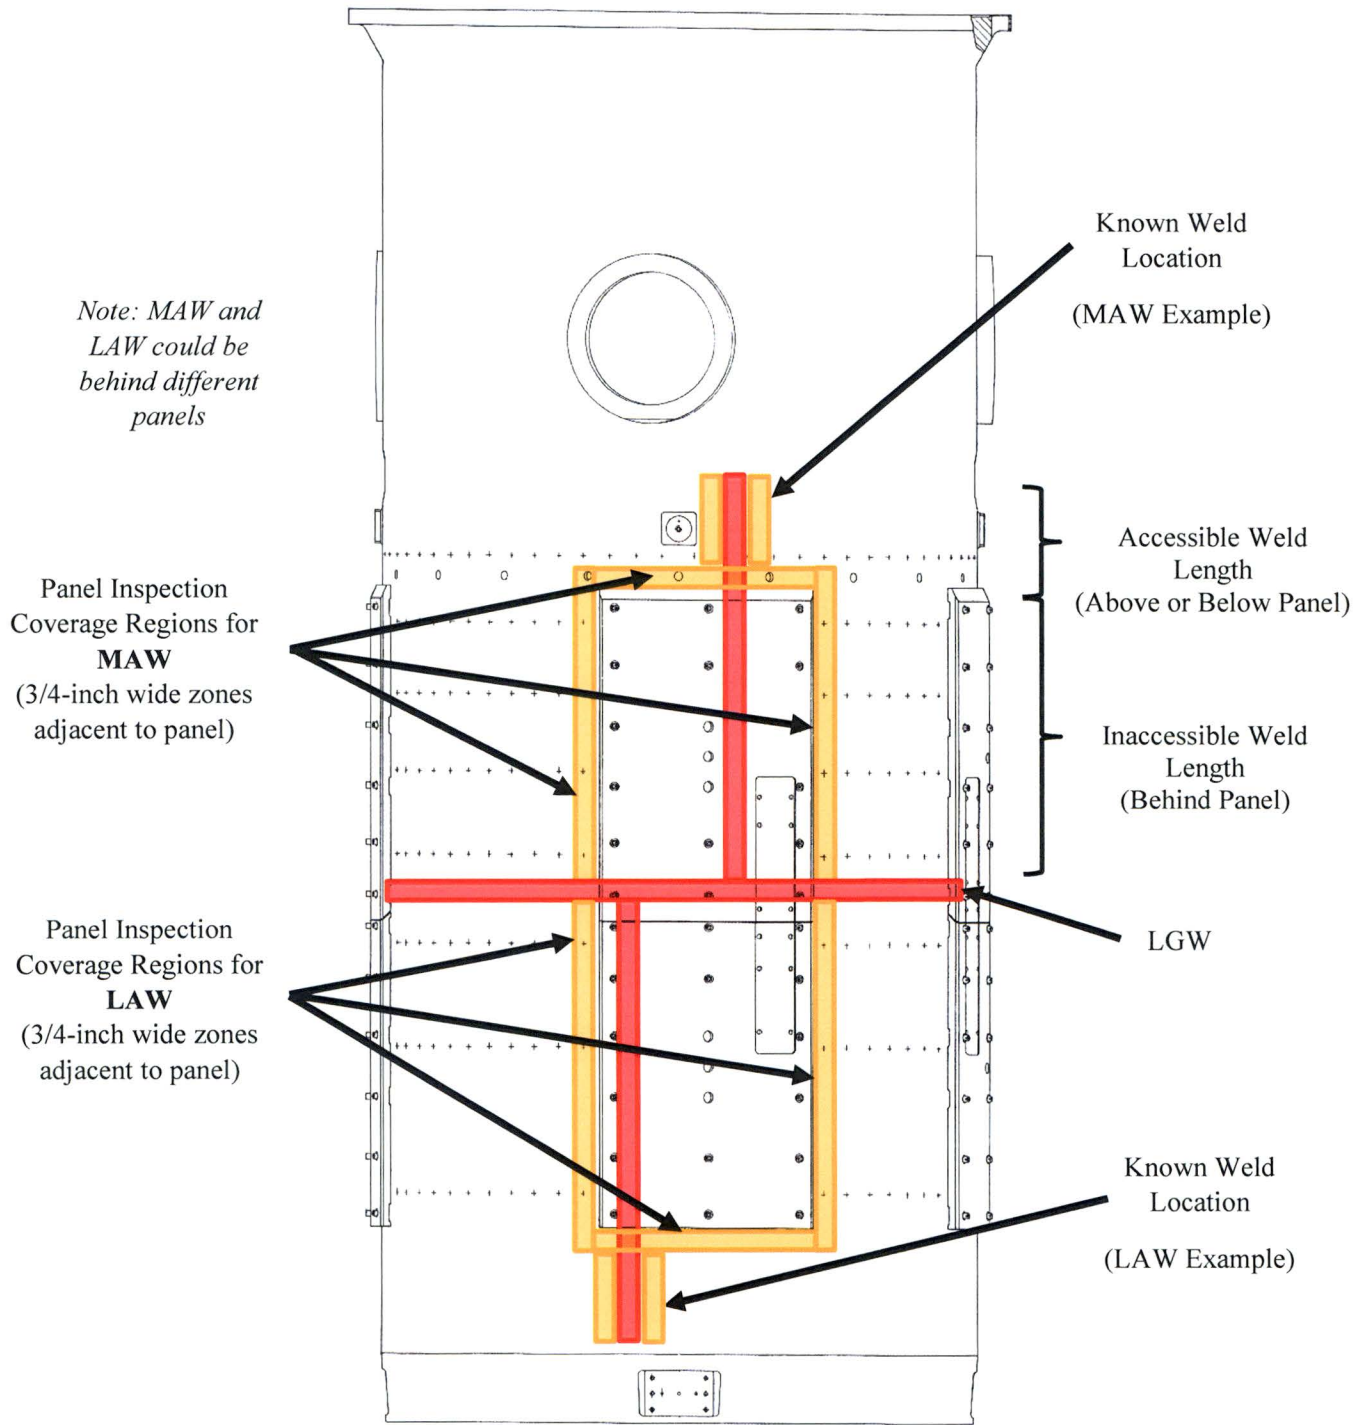 Known Weld
Location
(MAW Example)
Note: MAW and
LAW could be
behind different
panels
Accessible Weld
Length
(Above or Below Panel)
Panel Inspection
Coverage Regions for
MAW
(3/4-inch wide zones
adjacent to panel)
Inaccessible Weld
Length
(Behind Panel)
Panel Inspection
Coverage Regions for
LAW
(3/4-inch wide zones
adjacent to panel)
LGW
Known Weld
Location
(LAW Example)